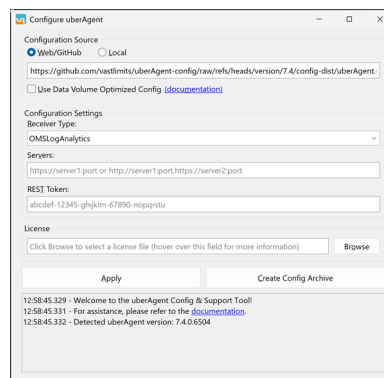 Configure uberAgent
Configuration Source
Web/GitHub Local
https://github.com/vastlimits/uberAgent-config/raw/refs/heads/version/7.4/config-dist/uberAgent.
Use Data Volume Optimized Config (documentation)
Configuration Settings
Receiver Type:
OMSLogAnalytics
Servers:
https://server1:port or http://server1:port,https://server2:port
REST Token:
abcdef-12345-ghijklm-67890-nopqrstu
License
Click Browse to select a license file (hover over this field for more information) Browse
Apply Create Config Archive
12:58:45.329 - Welcome to the uberAgent Config & Support Tool!
12:58:45.331 - For assistance, please refer to the documentation.
12:58:45.332 - Detected uberAgent version: 7.4.0.6504